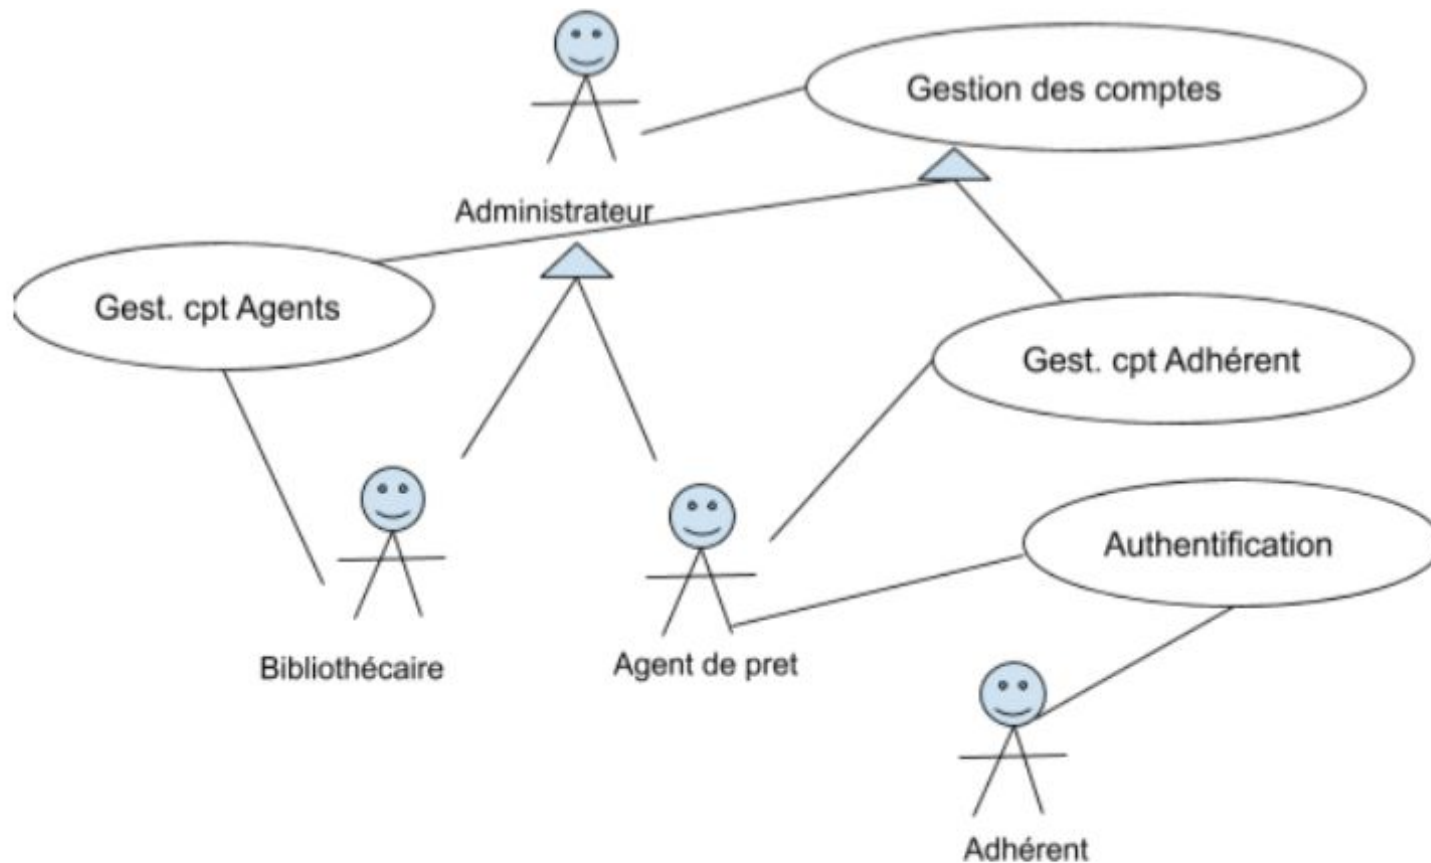 Gestion des comptes
Administrateur
Gest. cpt Agents
Gest. cpt Adhérent
Authentification
Bibliothécaire
Agent de pret
Adhérent